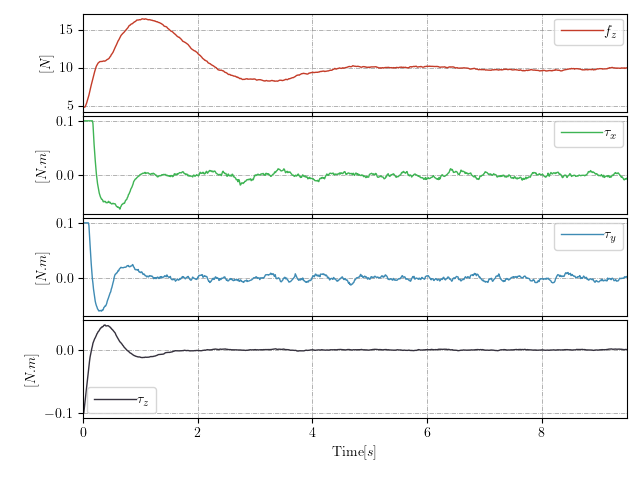 15
10
5
[N]
f_z
0.1
0.0
[N.m]
τ_x
0.1
0.0
[N.m]
τ_y
0.0
−0.1
[N.m]
τ_z
0 2 4 6 8
Time[s]